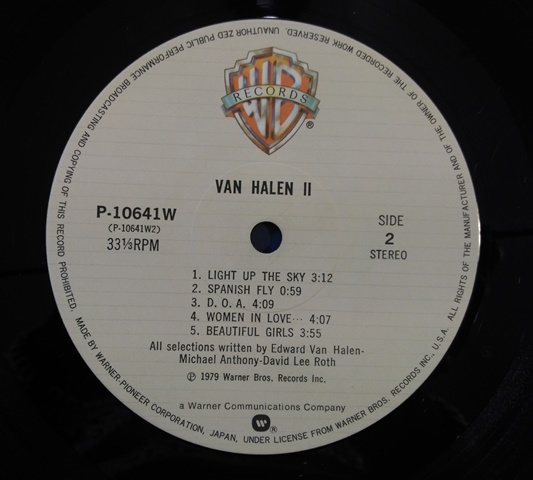 WB
RECORDS
®
VAN HALEN II
P-10641W
(P-10641W2)
33⅓RPM
SIDE
2
STEREO
1. LIGHT UP THE SKY 3:12
2. SPANISH FLY 0:59
3. D. O. A. 4:09
4. WOMEN IN LOVE··· 4:07
5. BEAUTIFUL GIRLS 3:55
All selections written by Edward Van Halen-
Michael Anthony-David Lee Roth
℗ 1979 Warner Bros. Records Inc.
a Warner Communications Company
®
MADE BY WARNER-PIONEER CORPORATION, JAPAN, UNDER LICENSE FROM WARNER BROS. RECORDS INC., U.S.A. ALL RIGHTS OF THE MANUFACTURER AND OF THE OWNER OF THE RECORDED WORK RESERVED. UNAUTHORIZED PUBLIC PERFORMANCE BROADCASTING AND COPYING OF THIS RECORD PROHIBITED.